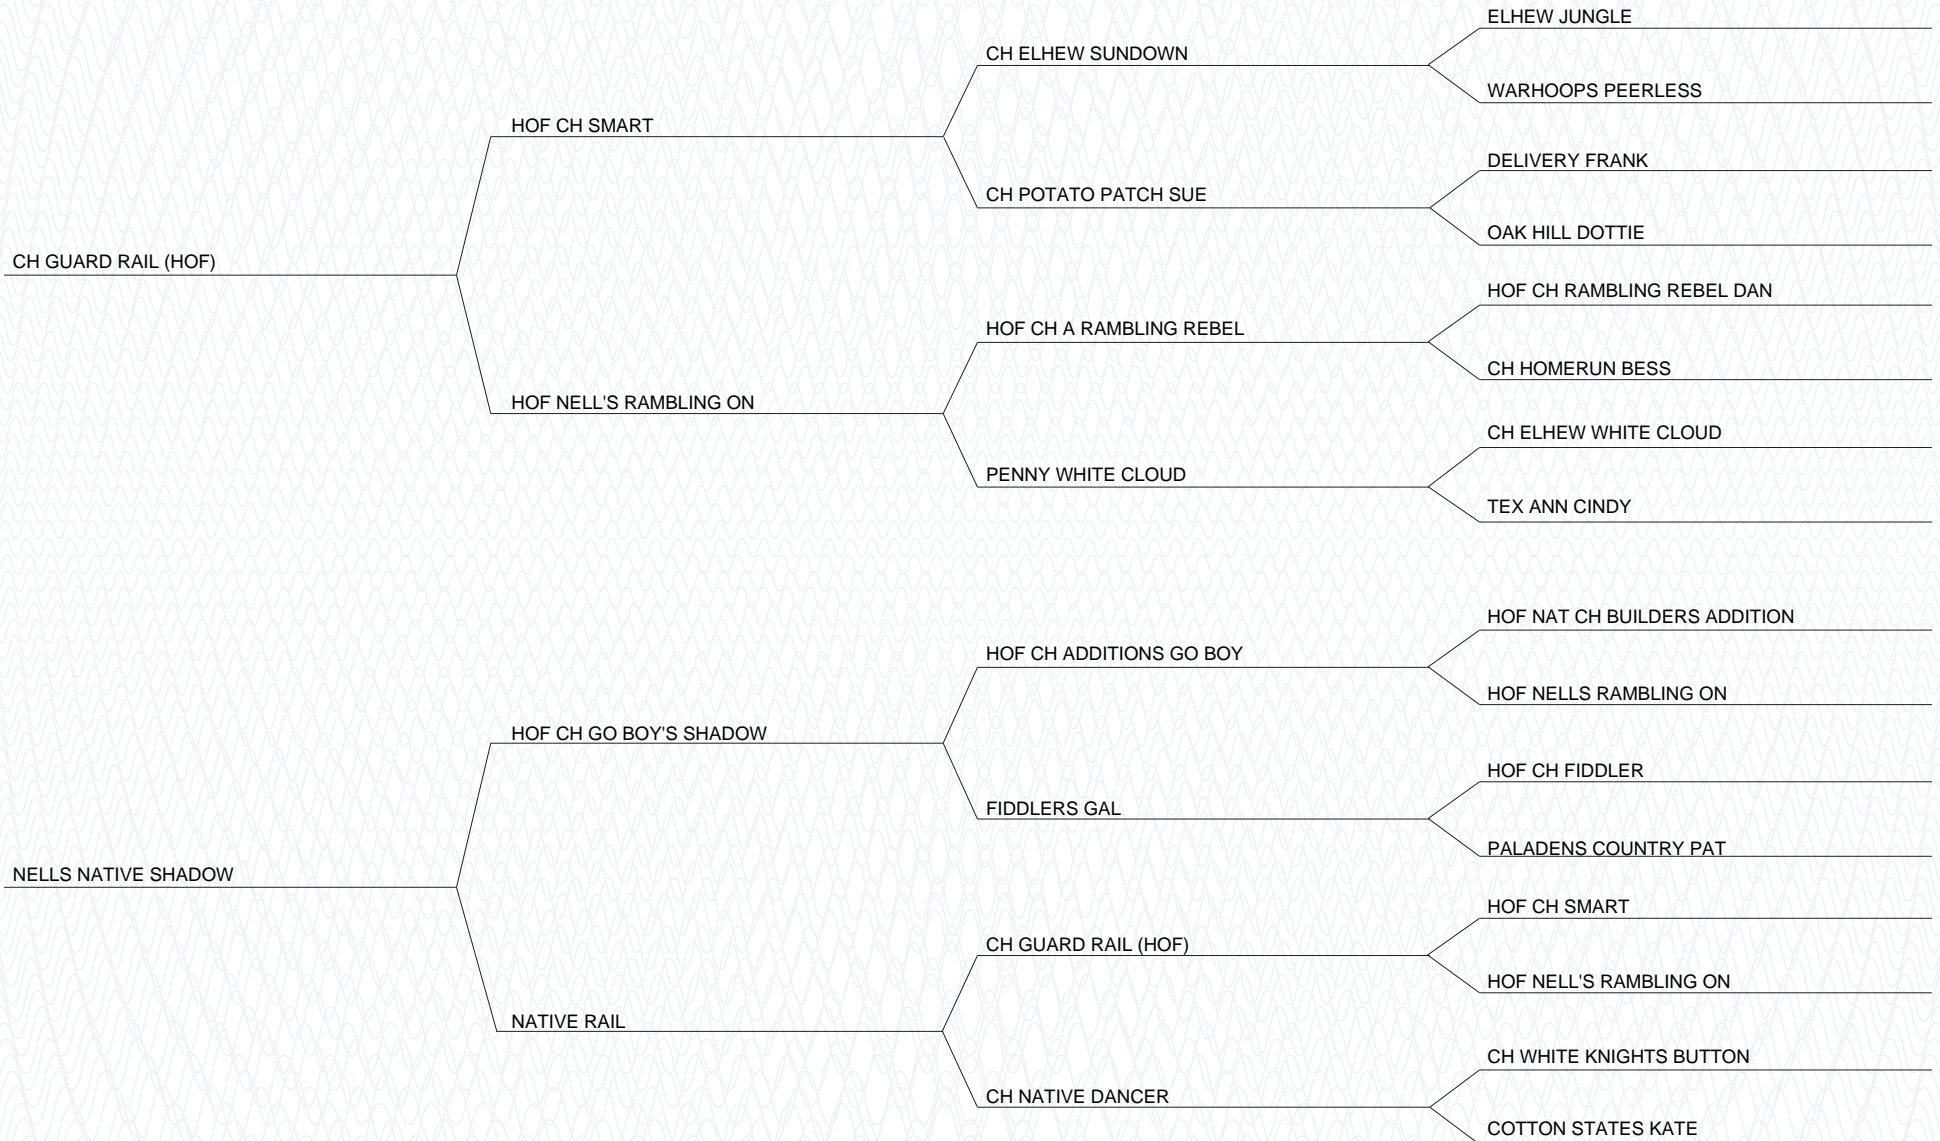 ELHEW JUNGLE
CH ELHEW SUNDOWN
WARHOOPS PEERLESS
HOF CH SMART
DELIVERY FRANK
CH POTATO PATCH SUE
OAK HILL DOTTIE
CH GUARD RAIL (HOF)
HOF CH RAMBLING REBEL DAN
HOF CH A RAMBLING REBEL
CH HOMERUN BESS
HOF NELL'S RAMBLING ON
CH ELHEW WHITE CLOUD
PENNY WHITE CLOUD
TEX ANN CINDY
HOF NAT CH BUILDERS ADDITION
HOF CH ADDITIONS GO BOY
HOF NELLS RAMBLING ON
HOF CH GO BOY'S SHADOW
HOF CH FIDDLER
FIDDLERS GAL
PALADENS COUNTRY PAT
NELLS NATIVE SHADOW
HOF CH SMART
CH GUARD RAIL (HOF)
HOF NELL'S RAMBLING ON
NATIVE RAIL
CH WHITE KNIGHTS BUTTON
CH NATIVE DANCER
COTTON STATES KATE